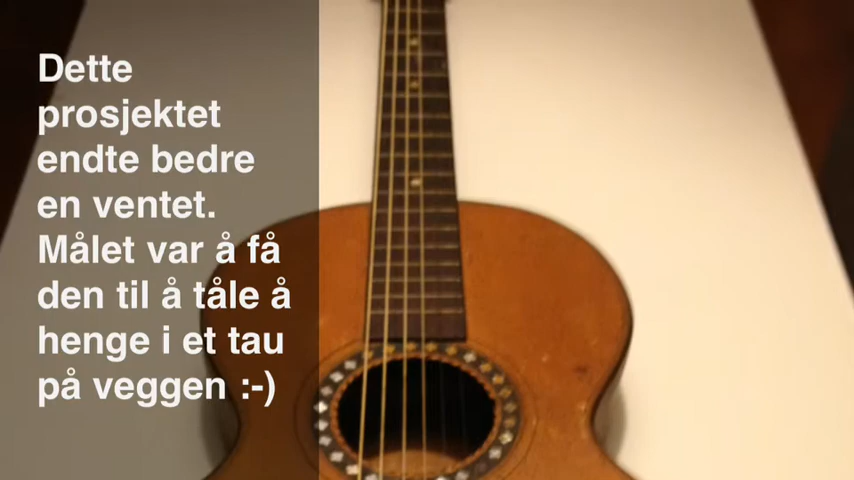 Dette
prosjektet
endte bedre
en ventet.
Målet var å få
den til å tåle å
henge i et tau
på veggen :-)